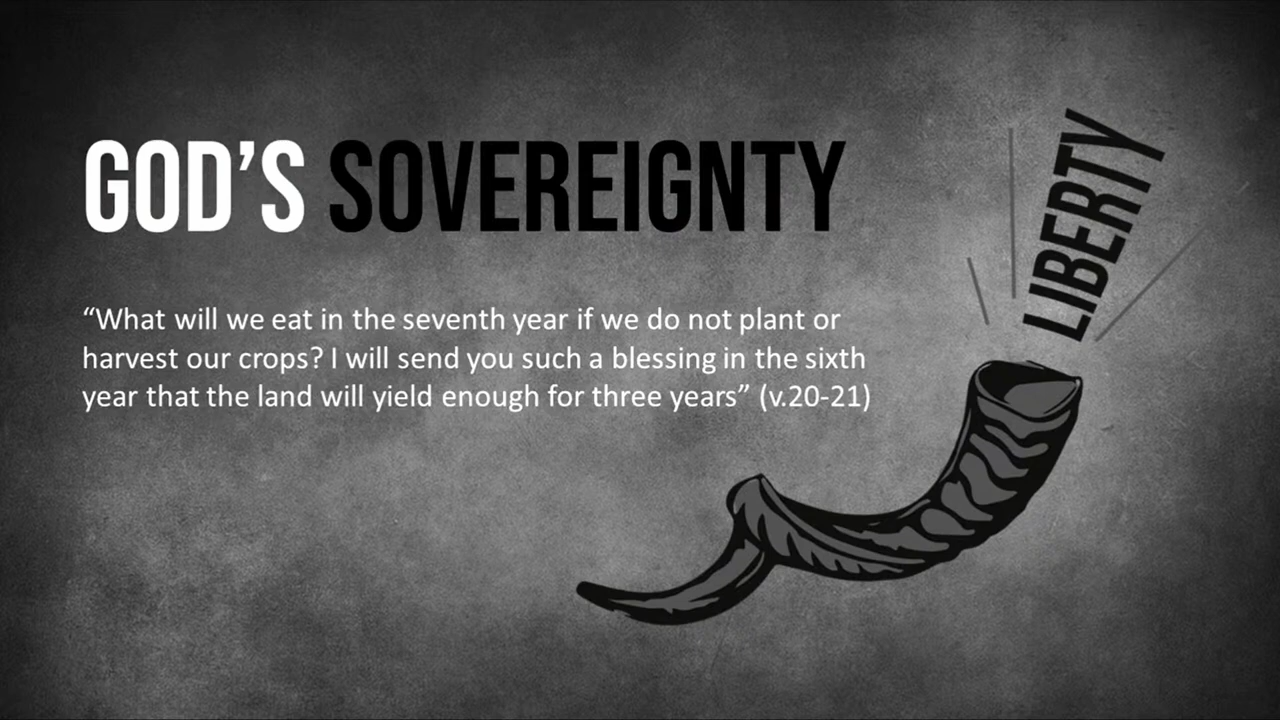 GOD’S SOVEREIGNTY
“What will we eat in the seventh year if we do not plant or
harvest our crops? I will send you such a blessing in the sixth
year that the land will yield enough for three years” (v.20-21)
LIBERTY